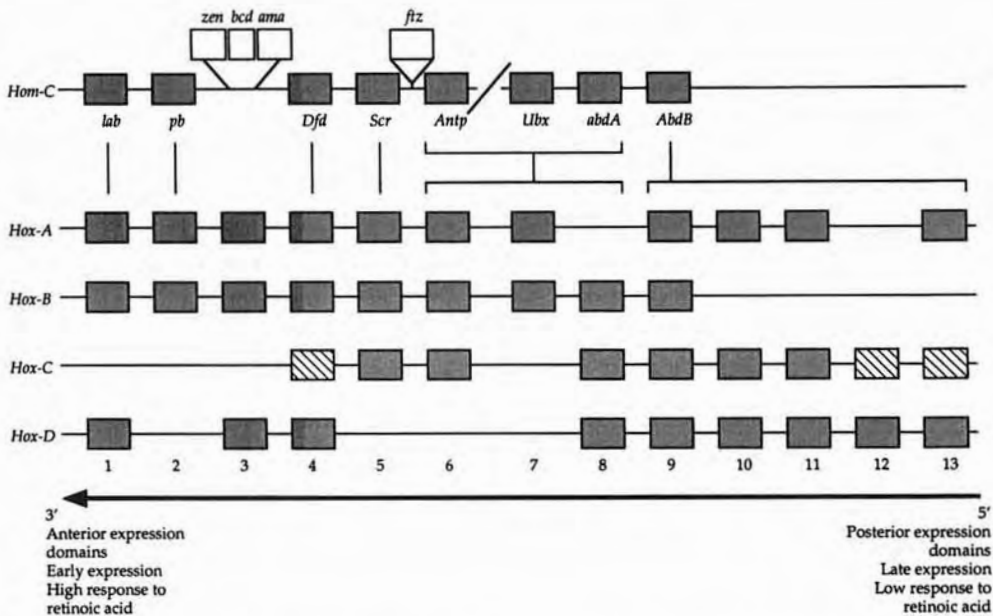 zen bcd ama ftz
Hom-C
lab pb Dfd Scr Antp Ubx abdA AbdB
Hox-A
Hox-B
Hox-C
Hox-D
1 2 3 4 5 6 7 8 9 10 11 12 13
3′ 5′
Anterior expression
domains
Early expression
High response to
retinoic acid
Posterior expression
domains
Late expression
Low response to
retinoic acid